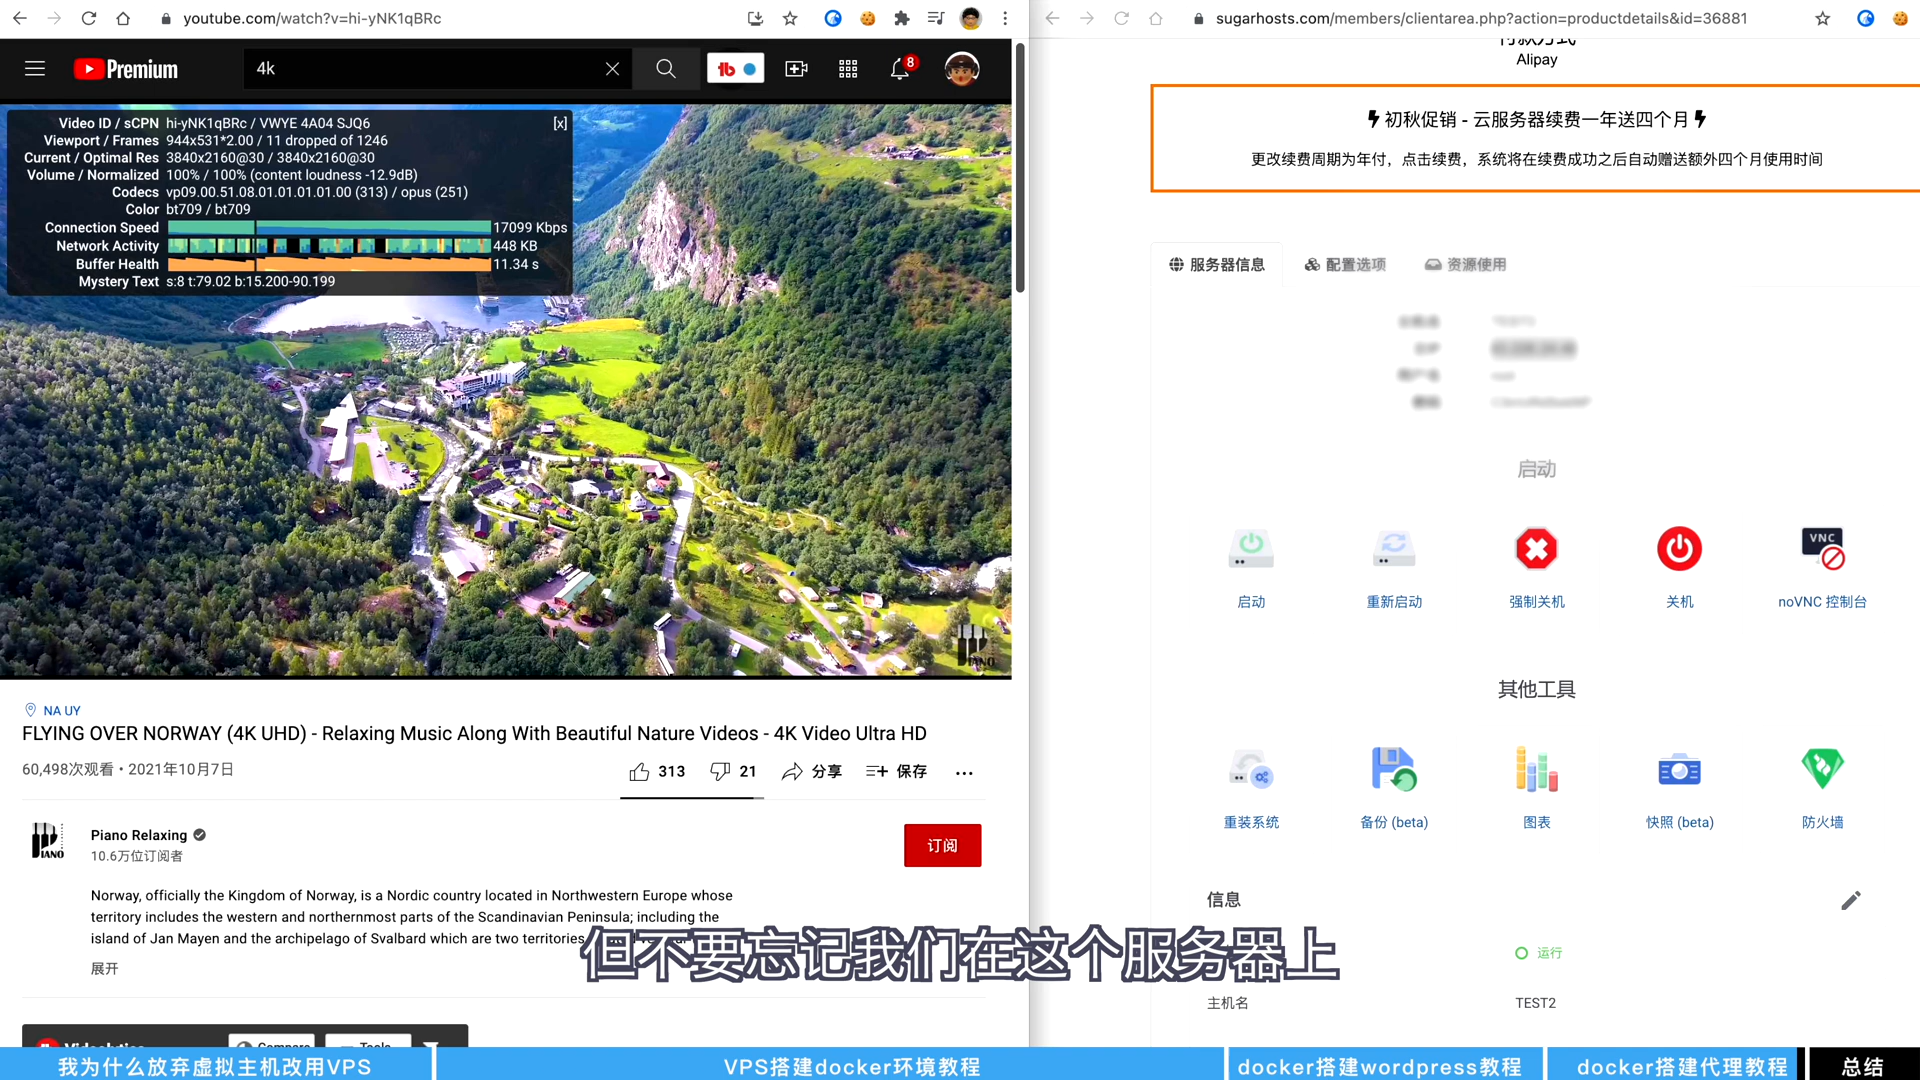 youtube.com/watch?v=hi-yNK1qBRc
Premium
4k
8
Video ID / sCPN hi-yNK1qBRc / VWYE 4A04 SJQ6 [x]
Viewport / Frames 944x531*2.00 / 11 dropped of 1246
Current / Optimal Res 3840x2160@30 / 3840x2160@30
Volume / Normalized 100% / 100% (content loudness -12.9dB)
Codecs vp09.00.51.08.01.01.01.01.00 (313) / opus (251)
Color bt709 / bt709
Connection Speed 17099 Kbps
Network Activity 448 KB
Buffer Health 11.34 s
Mystery Text s:8 t:79.02 b:15.200-90.199
NA UY
FLYING OVER NORWAY (4K UHD) - Relaxing Music Along With Beautiful Nature Videos - 4K Video Ultra HD
60,498次观看 • 2021年10月7日
313 21 分享 保存 ...
PIANO
Piano Relaxing
10.6万位订阅者
订阅
Norway, officially the Kingdom of Norway, is a Nordic country located in Northwestern Europe whose
territory includes the western and northernmost parts of the Scandinavian Peninsula; including the
island of Jan Mayen and the archipelago of Svalbard which are two territories
展开
Compare Tools
sugarhosts.com/members/clientarea.php?action=productdetails&id=36881
付款方式
Alipay
初秋促销 - 云服务器续费一年送四个月
更改续费周期为年付，点击续费，系统将在续费成功之后自动赠送额外四个月使用时间
服务器信息 配置选项 资源使用
启动
VNC
启动 重新启动 强制关机 关机 noVNC 控制台
其他工具
重装系统 备份 (beta) 图表 快照 (beta) 防火墙
信息
运行
主机名 TEST2
但不要忘记我们在这个服务器上
我为什么放弃虚拟主机改用VPS VPS搭建docker环境教程 docker搭建wordpress教程 docker搭建代理教程 总结